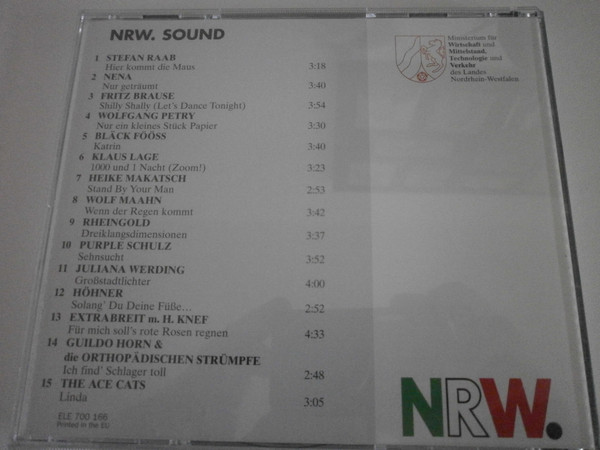 NRW. SOUND
1 STEFAN RAAB
Hier kommt die Maus 3:18
2 NENA
Nur geträumt 3:40
3 FRITZ BRAUSE
Shilly Shally (Let's Dance Tonight) 3:54
4 WOLFGANG PETRY
Nur ein kleines Stück Papier 3:30
5 BLÄCK FÖÖSS
Katrin 3:40
6 KLAUS LAGE
1000 und 1 Nacht (Zoom!) 3:23
7 HEIKE MAKATSCH
Stand By Your Man 2:53
8 WOLF MAAHN
Wenn der Regen kommt 3:42
9 RHEINGOLD
Dreiklangsdimensionen 3:37
10 PURPLE SCHULZ
Sehnsucht 3:52
11 JULIANA WERDING
Großstadtlichter 4:00
12 HÖHNER
Solang' Du Deine Füße... 2:52
13 EXTRABREIT m. H. KNEF
Für mich soll's rote Rosen regnen 4:33
14 GUILDO HORN &
die ORTHOPÄDISCHEN STRÜMPFE
Ich find' Schlager toll 2:48
15 THE ACE CATS
Linda 3:05
ELE 700 166
Printed in the EU
Ministerium für
Wirtschaft und
Mittelstand,
Technologie und
Verkehr
des Landes
Nordrhein-Westfalen
NRW.